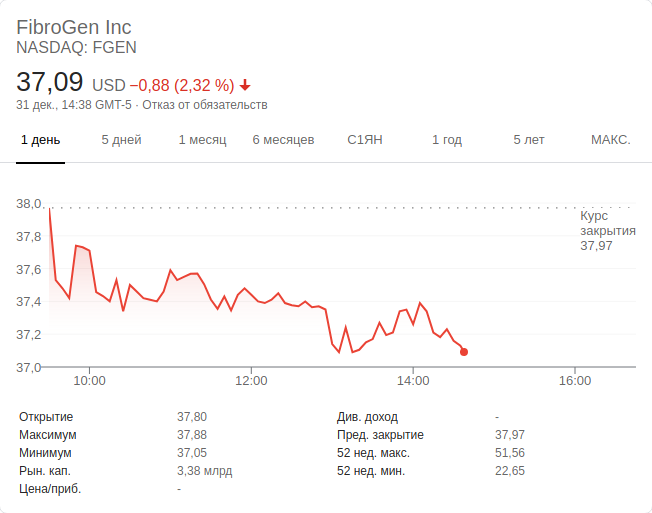 FibroGen Inc
NASDAQ: FGEN
37,09 USD −0,88 (2,32 %)
31 дек., 14:38 GMT-5 · Отказ от обязательств
1 день 5 дней 1 месяц 6 месяцев С1ЯН 1 год 5 лет МАКС.
38,0
37,8
37,6
37,4
37,2
37,0
Курс
закрытия
37,97
10:00 12:00 14:00 16:00
Открытие 37,80 Див. доход -
Максимум 37,88 Пред. закрытие 37,97
Минимум 37,05 52 нед. макс. 51,56
Рын. кап. 3,38 млрд 52 нед. мин. 22,65
Цена/приб. -